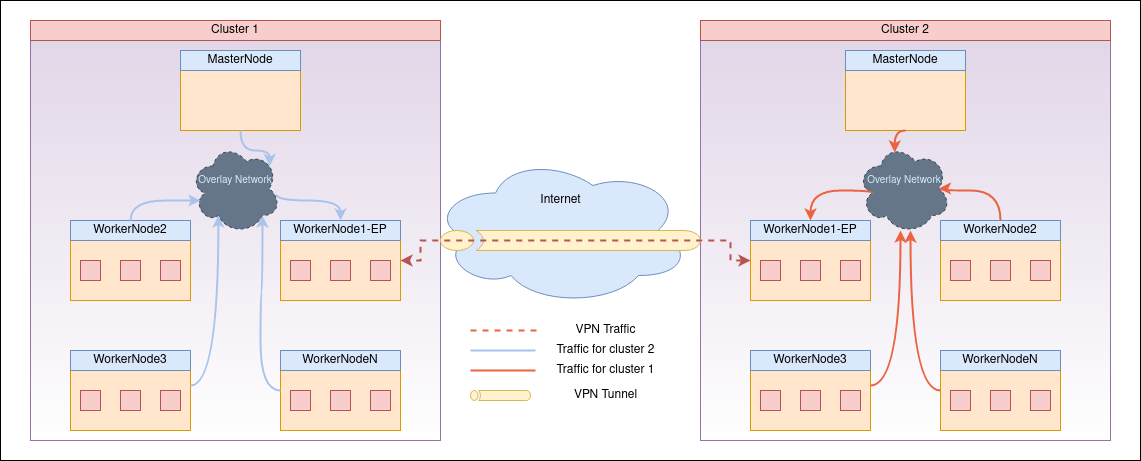 Cluster 1
MasterNode
Overlay Network
WorkerNode2
WorkerNode1-EP
WorkerNode3
WorkerNodeN
Internet
VPN Traffic
Traffic for cluster 2
Traffic for cluster 1
VPN Tunnel
Cluster 2
MasterNode
Overlay Network
WorkerNode1-EP
WorkerNode2
WorkerNode3
WorkerNodeN